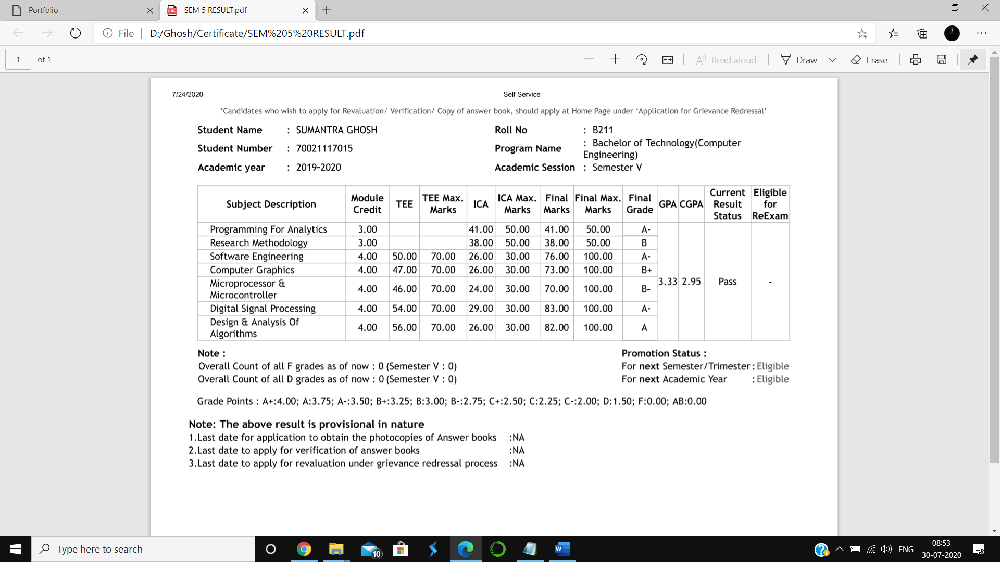 Portfolio
SEM 5 RESULT.pdf
File
D:/Ghosh/Certificate/SEM%205%20RESULT.pdf
1 of 1
Read aloud
Draw
Erase
7/24/2020 Self Service
*Candidates who wish to apply for Revaluation/ Verification/ Copy of answer book, should apply at Home Page under ‘Application for Grievance Redressal’
Student Name : SUMANTRA GHOSH Roll No : B211
Student Number : 70021117015 Program Name : Bachelor of Technology(Computer Engineering)
Academic year : 2019-2020 Academic Session : Semester V
Subject Description Module Credit TEE TEE Max. Marks ICA ICA Max. Marks Final Marks Final Max. Marks Final Grade GPA CGPA Current Result Status Eligible for ReExam
Programming For Analytics 3.00 41.00 50.00 41.00 50.00 A-
Research Methodology 3.00 38.00 50.00 38.00 50.00 B
Software Engineering 4.00 50.00 70.00 26.00 30.00 76.00 100.00 A-
Computer Graphics 4.00 47.00 70.00 26.00 30.00 73.00 100.00 B+
Microprocessor & Microcontroller 4.00 46.00 70.00 24.00 30.00 70.00 100.00 B-
3.33 2.95 Pass -
Digital Signal Processing 4.00 54.00 70.00 29.00 30.00 83.00 100.00 A-
Design & Analysis Of Algorithms 4.00 56.00 70.00 26.00 30.00 82.00 100.00 A
Note :
Overall Count of all F grades as of now : 0 (Semester V : 0)
Overall Count of all D grades as of now : 0 (Semester V : 0)
Promotion Status :
For next Semester/Trimester : Eligible
For next Academic Year : Eligible
Grade Points : A+:4.00; A:3.75; A-:3.50; B+:3.25; B:3.00; B-:2.75; C+:2.50; C:2.25; C-:2.00; D:1.50; F:0.00; AB:0.00
Note: The above result is provisional in nature
1.Last date for application to obtain the photocopies of Answer books :NA
2.Last date to apply for verification of answer books :NA
3.Last date to apply for revaluation under grievance redressal process :NA
Type here to search
10
W
ENG
08:53
30-07-2020